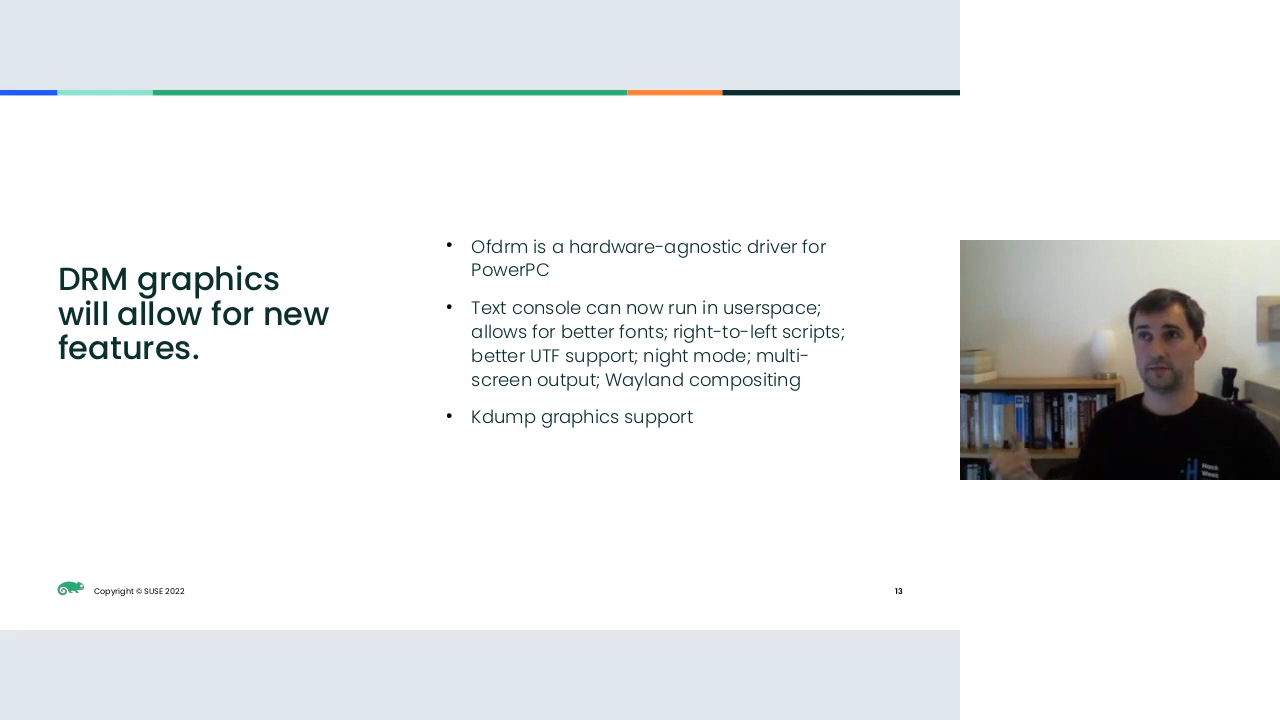 DRM graphics
will allow for new
features.
• Ofdrm is a hardware-agnostic driver for
PowerPC
• Text console can now run in userspace;
allows for better fonts; right-to-left scripts;
better UTF support; night mode; multi-
screen output; Wayland compositing
• Kdump graphics support
Copyright © SUSE 2022
13
Hack
Week